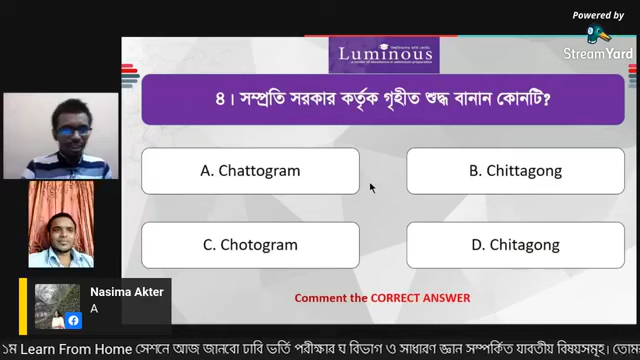 Powered by
StreamYard
Luminous
৪। সম্প্রতি সরকার কর্তৃক গৃহীত শুদ্ধ বানান কোনটি?
A. Chattogram
B. Chittagong
C. Chotogram
D. Chitagong
Nasima Akter
A
Comment the CORRECT ANSWER
১ম Learn From Home সেশনে আজ জানবো ঢাবি ভর্তি পরীক্ষার ঘ বিভাগ ও সাধারণ জ্ঞান সম্পর্কিত যাবতীয় বিষয়সমূহ। তোম